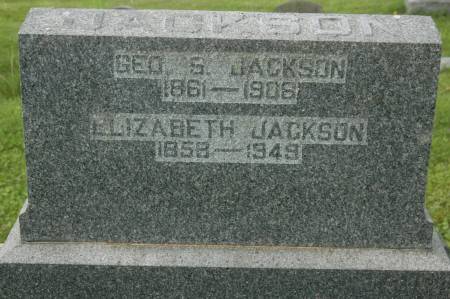 JACKSON
GEO. S. JACKSON
1861—1906
ELIZABETH JACKSON
1858—1949